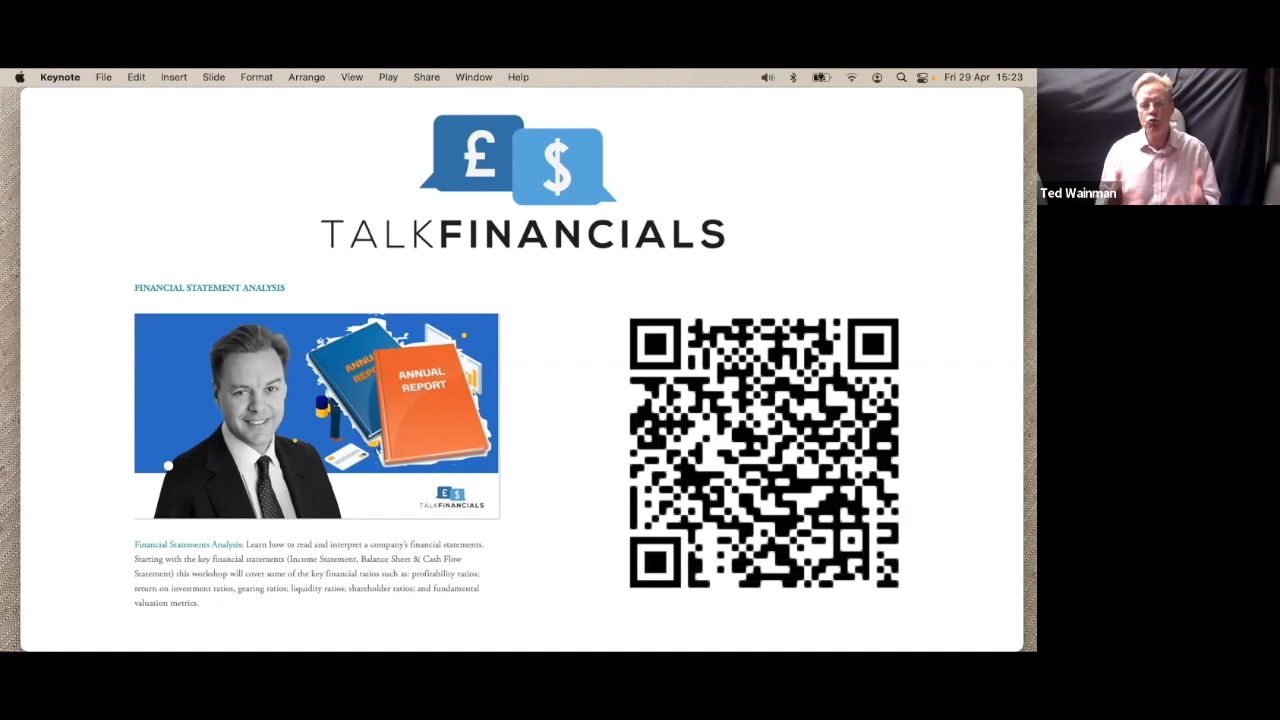 Keynote File Edit Insert Slide Format Arrange View Play Share Window Help Fri 29 Apr 15:23
£ $
TALKFINANCIALS
Ted Wainman
FINANCIAL STATEMENT ANALYSIS
ANNUAL
REPORT
£ $
TALKFINANCIALS
Financial Statements Analysis: Learn how to read and interpret a company's financial statements.
Starting with the key financial statements (Income Statement, Balance Sheet & Cash Flow
Statement) this workshop will cover some of the key financial ratios such as: profitability ratios;
return on investment ratios, gearing ratios; liquidity ratios; shareholder ratios; and fundamental
valuation metrics.